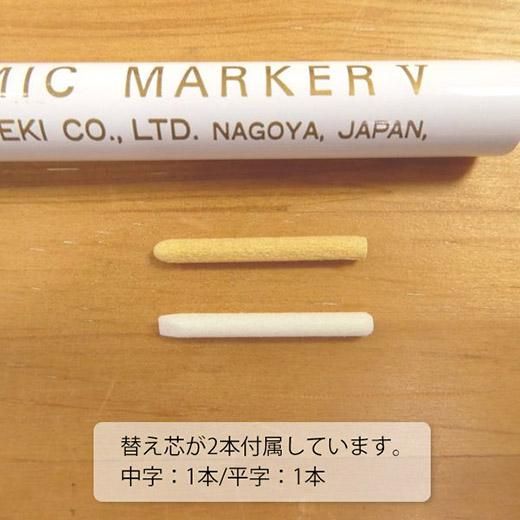 MIC MARKER V
EKI CO., LTD. NAGOYA, JAPAN,
替え芯が2本付属しています。
中字：1本/平字：1本